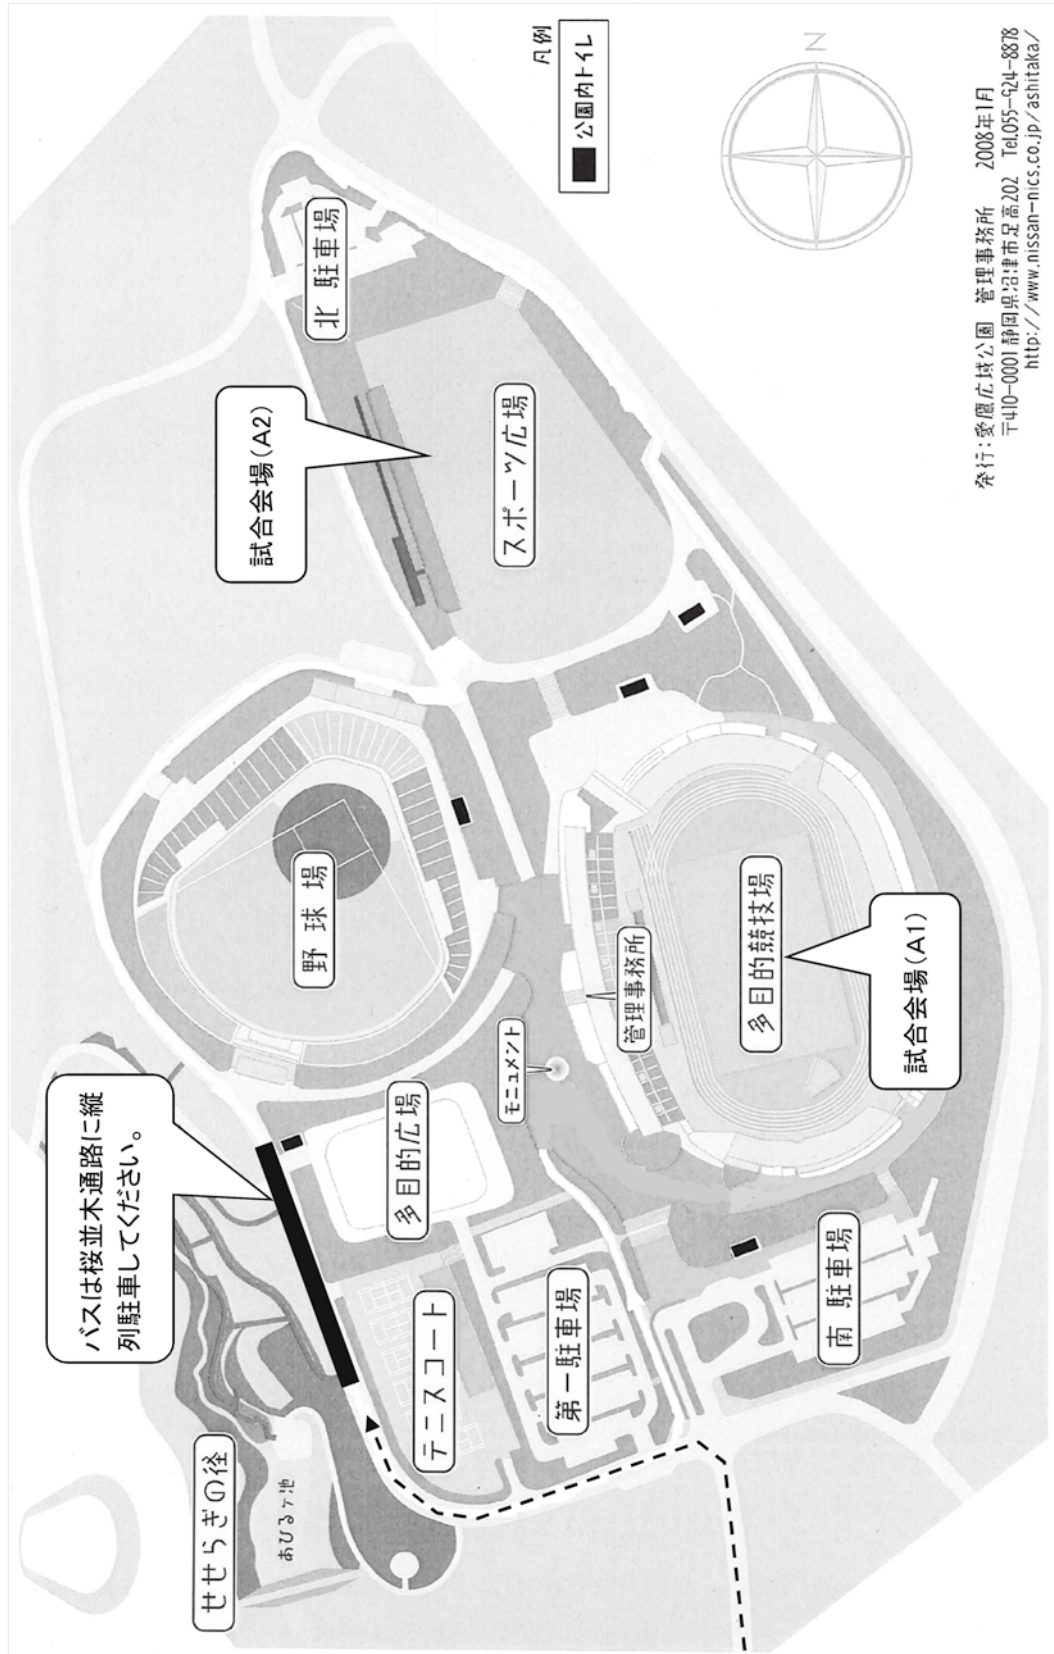 凡例
公園内トイレ
N
発行：愛鷹広域公園　管理事務所　2008年1月
〒410-0001 静岡県沼津市足高202　Tel.055-924-8878
http://www.nissan-nics.co.jp/ashitaka/
北 駐車場
試合会場(A2)
スポーツ広場
野 球 場
管理事務所
多目的競技場
試合会場(A1)
モニュメント
多目的広場
バスは桜並木通路に縦
列駐車してください。
テニスコート
第一駐車場
南 駐車場
せせらぎの径
あひるヶ池